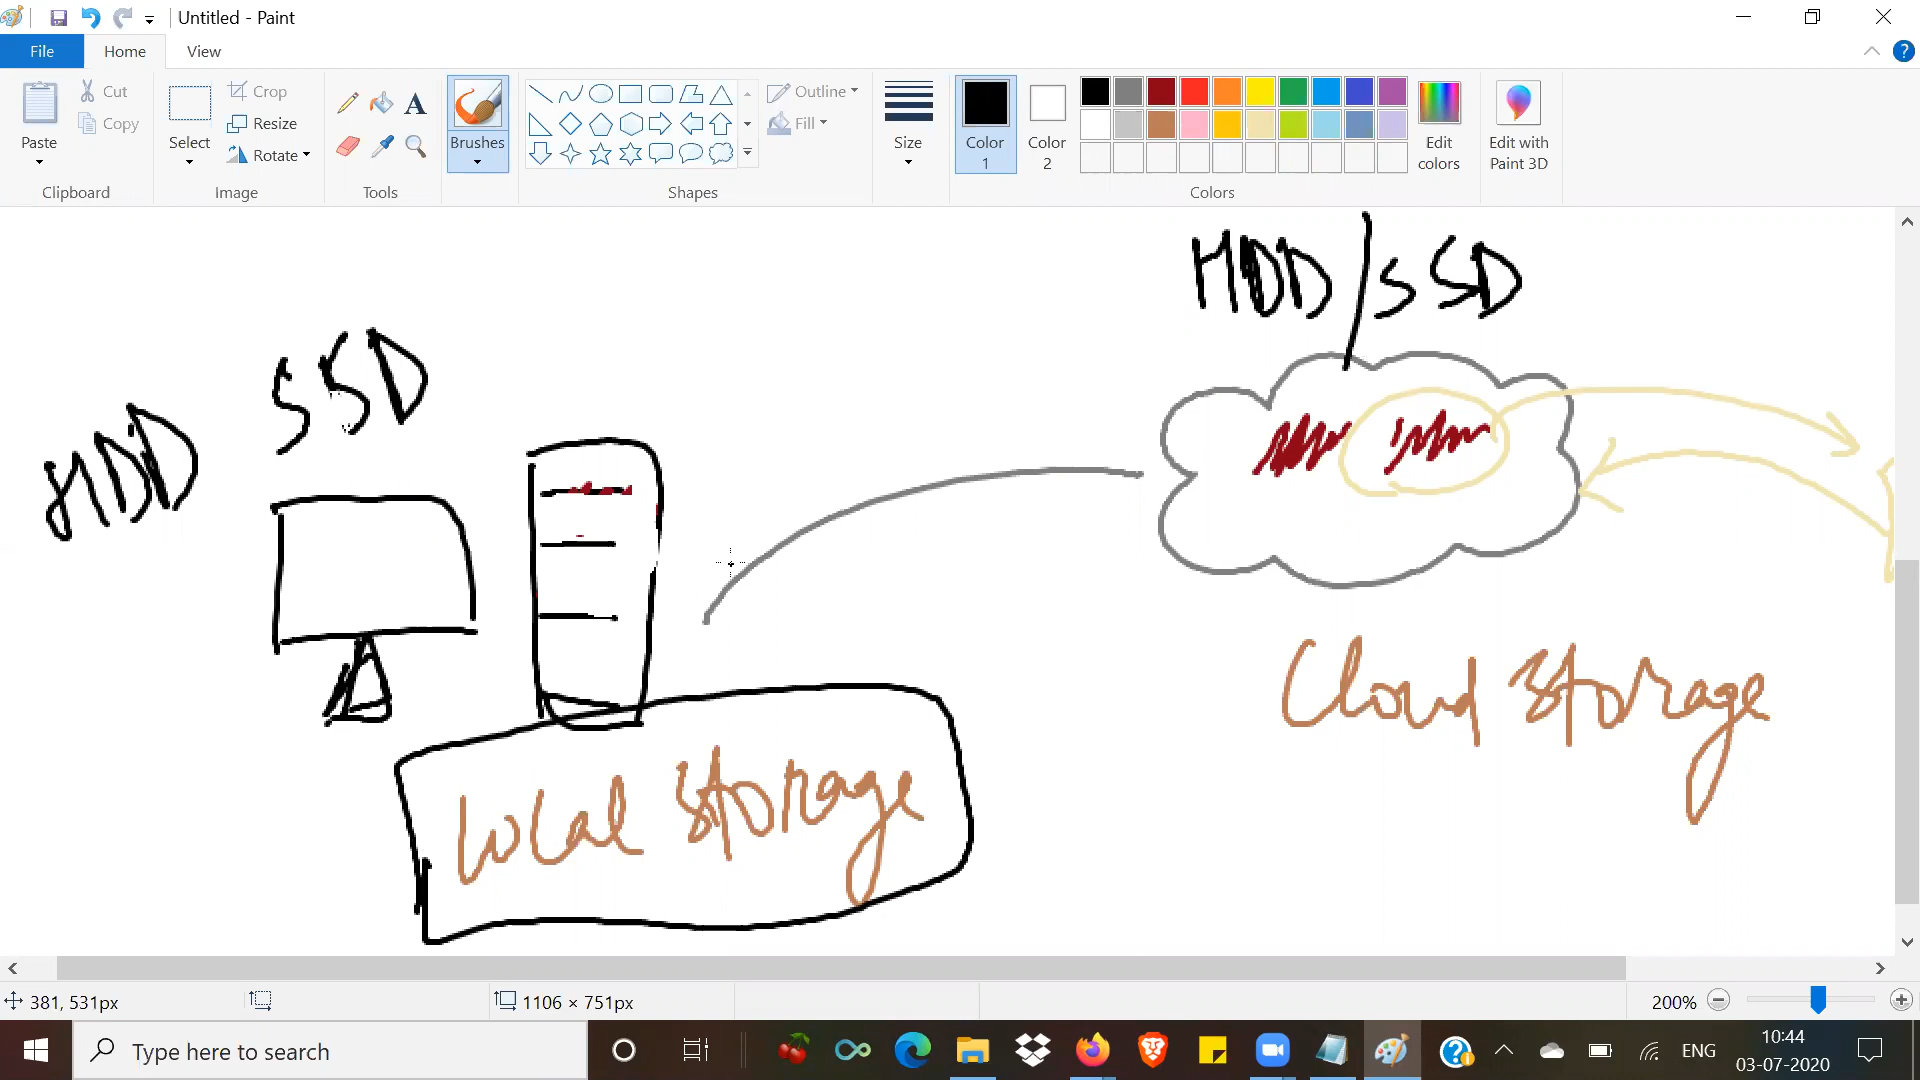 Untitled - Paint
File Home View
Paste
Cut
Copy
Clipboard
Select
Crop
Resize
Rotate
Image
Tools
Brushes
Shapes
Outline
Fill
Size
Color 1
Color 2
Colors
Edit colors
Edit with Paint 3D
HDD/SSD
SSD
HDD
Cloud Storage
Local Storage
381, 531px
1106 × 751px
200%
Type here to search
ENG
10:44
03-07-2020